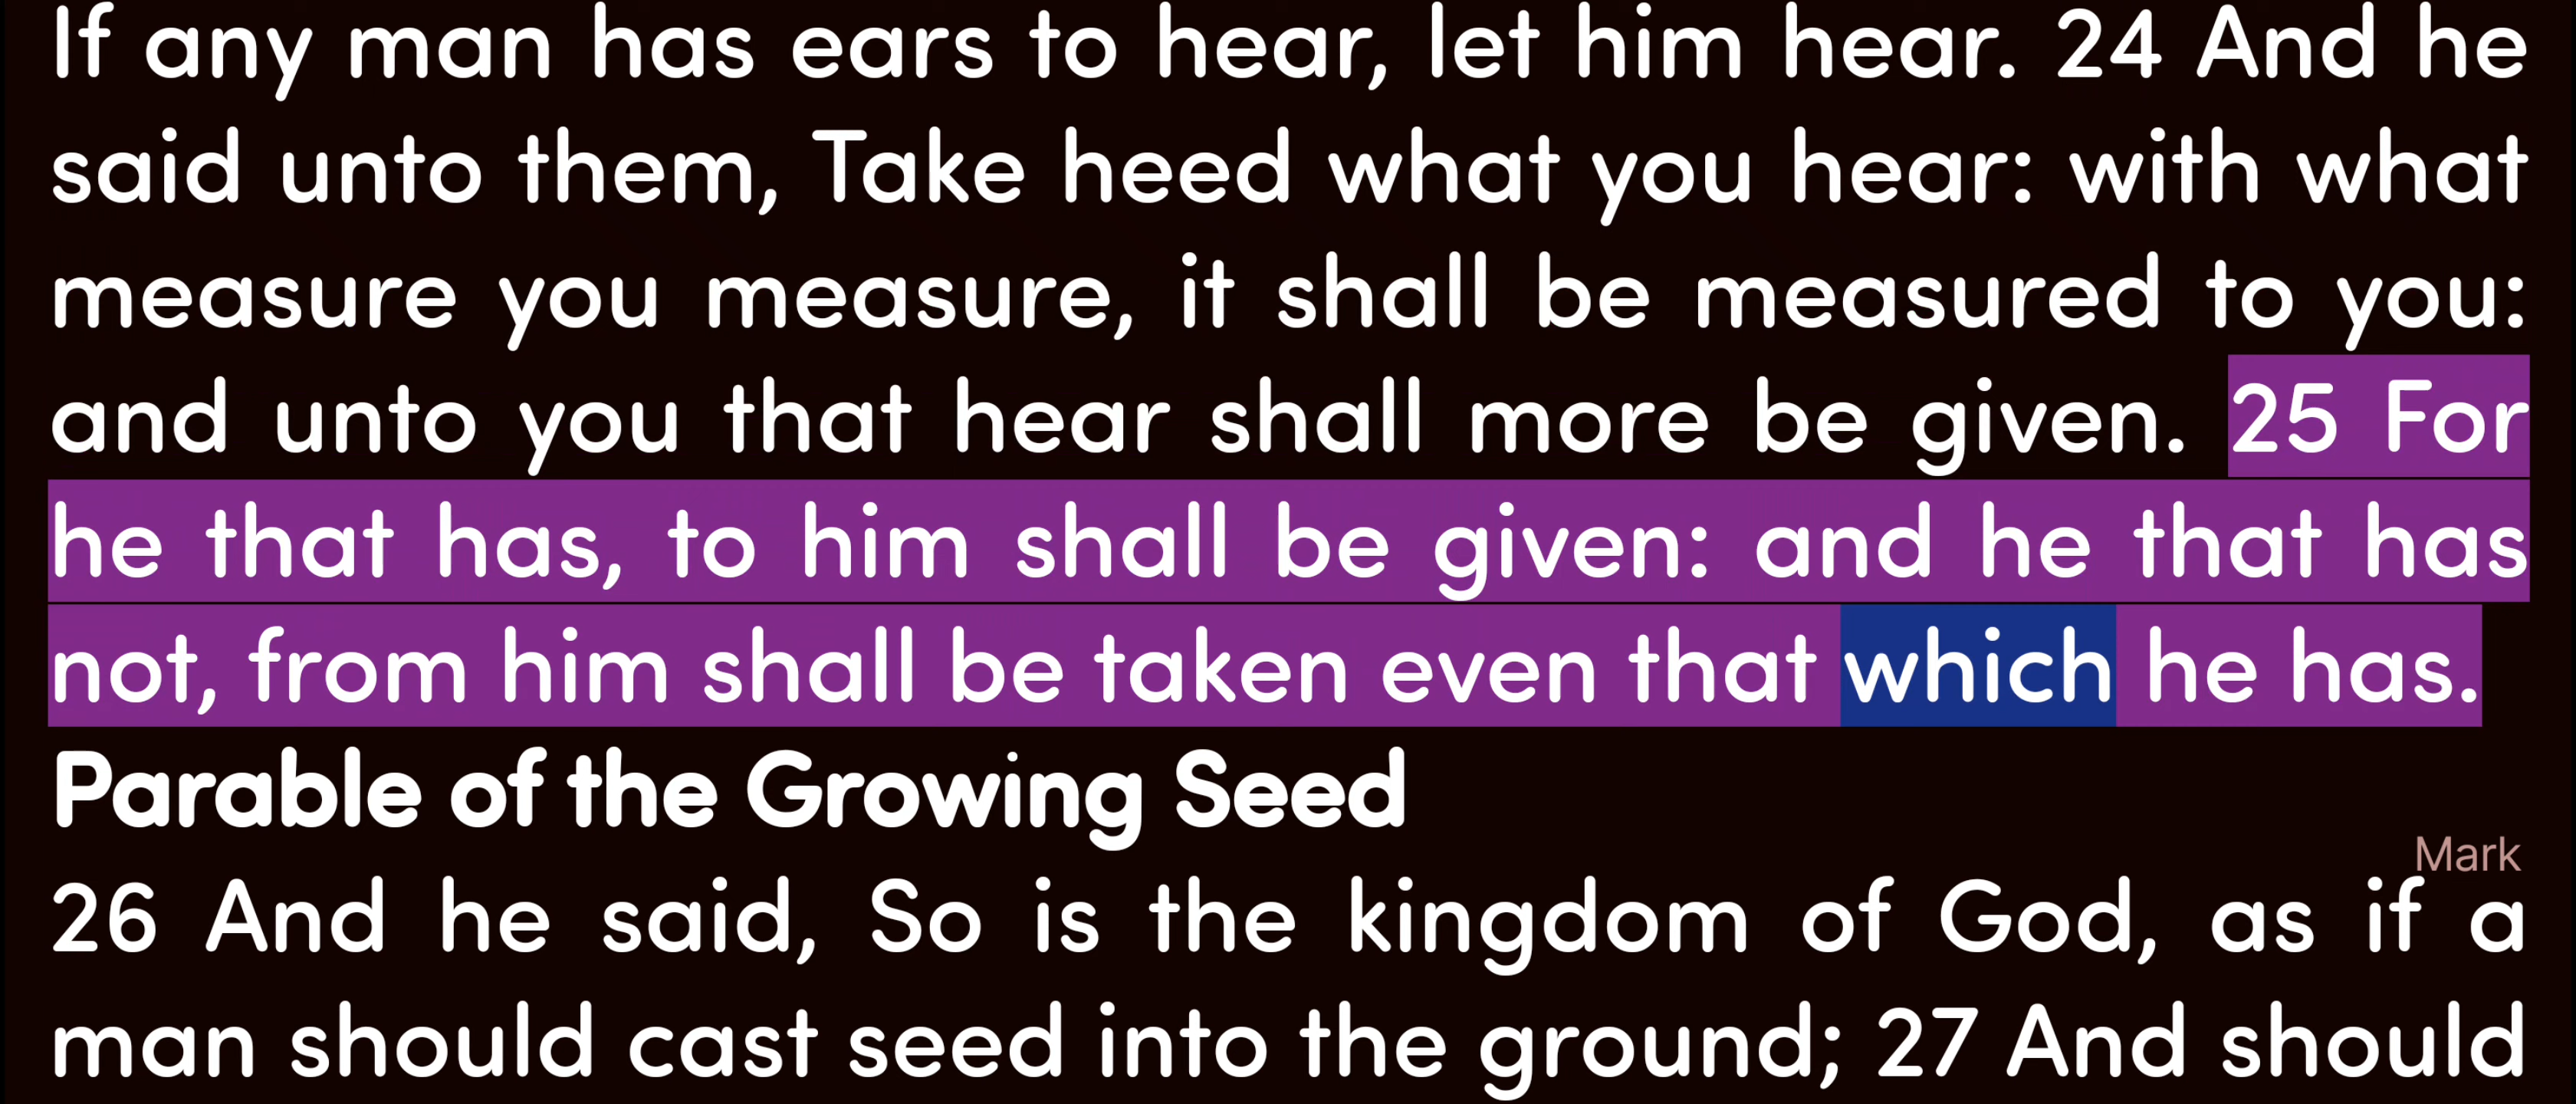 If any man has ears to hear, let him hear. 24 And he
said unto them, Take heed what you hear: with what
measure you measure, it shall be measured to you:
and unto you that hear shall more be given. 25 For
he that has, to him shall be given: and he that has
not, from him shall be taken even that which he has.
Parable of the Growing Seed
Mark
26 And he said, So is the kingdom of God, as if a
man should cast seed into the ground; 27 And should